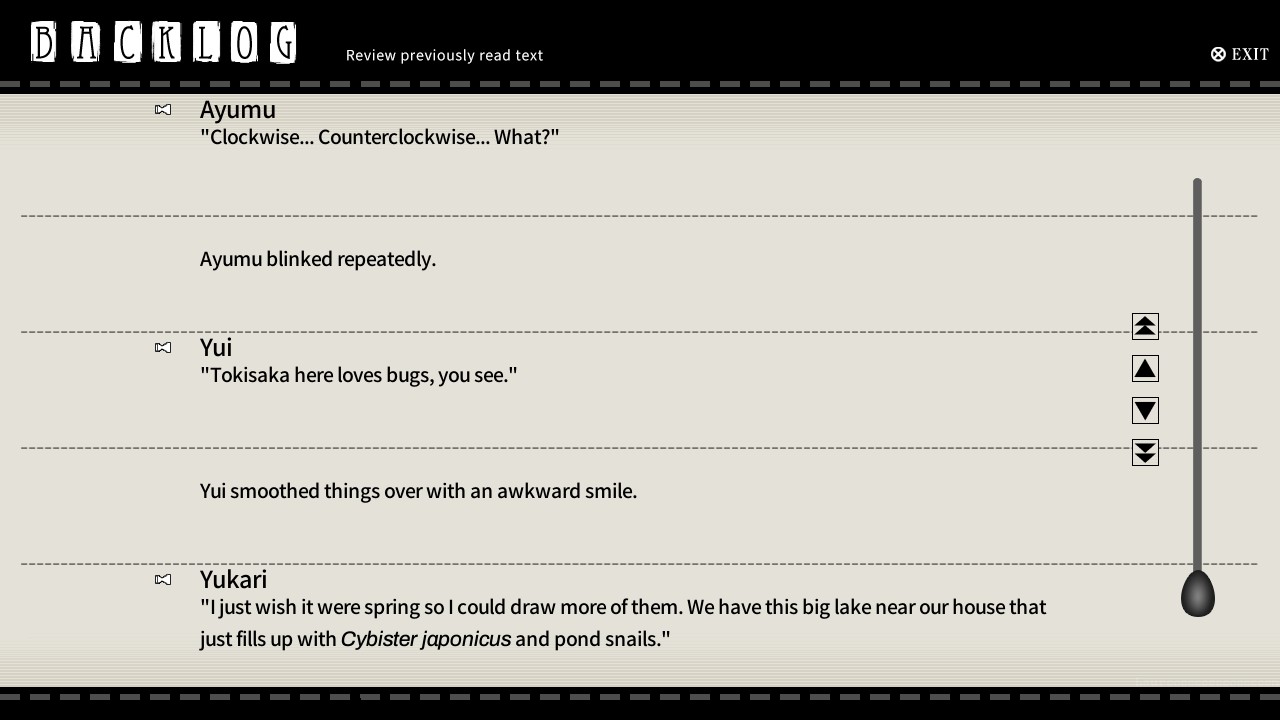 BACKLOG
Review previously read text
EXIT
Ayumu
"Clockwise... Counterclockwise... What?"
Ayumu blinked repeatedly.
Yui
"Tokisaka here loves bugs, you see."
Yui smoothed things over with an awkward smile.
Yukari
"I just wish it were spring so I could draw more of them. We have this big lake near our house that
just fills up with Cybister japonicus and pond snails."